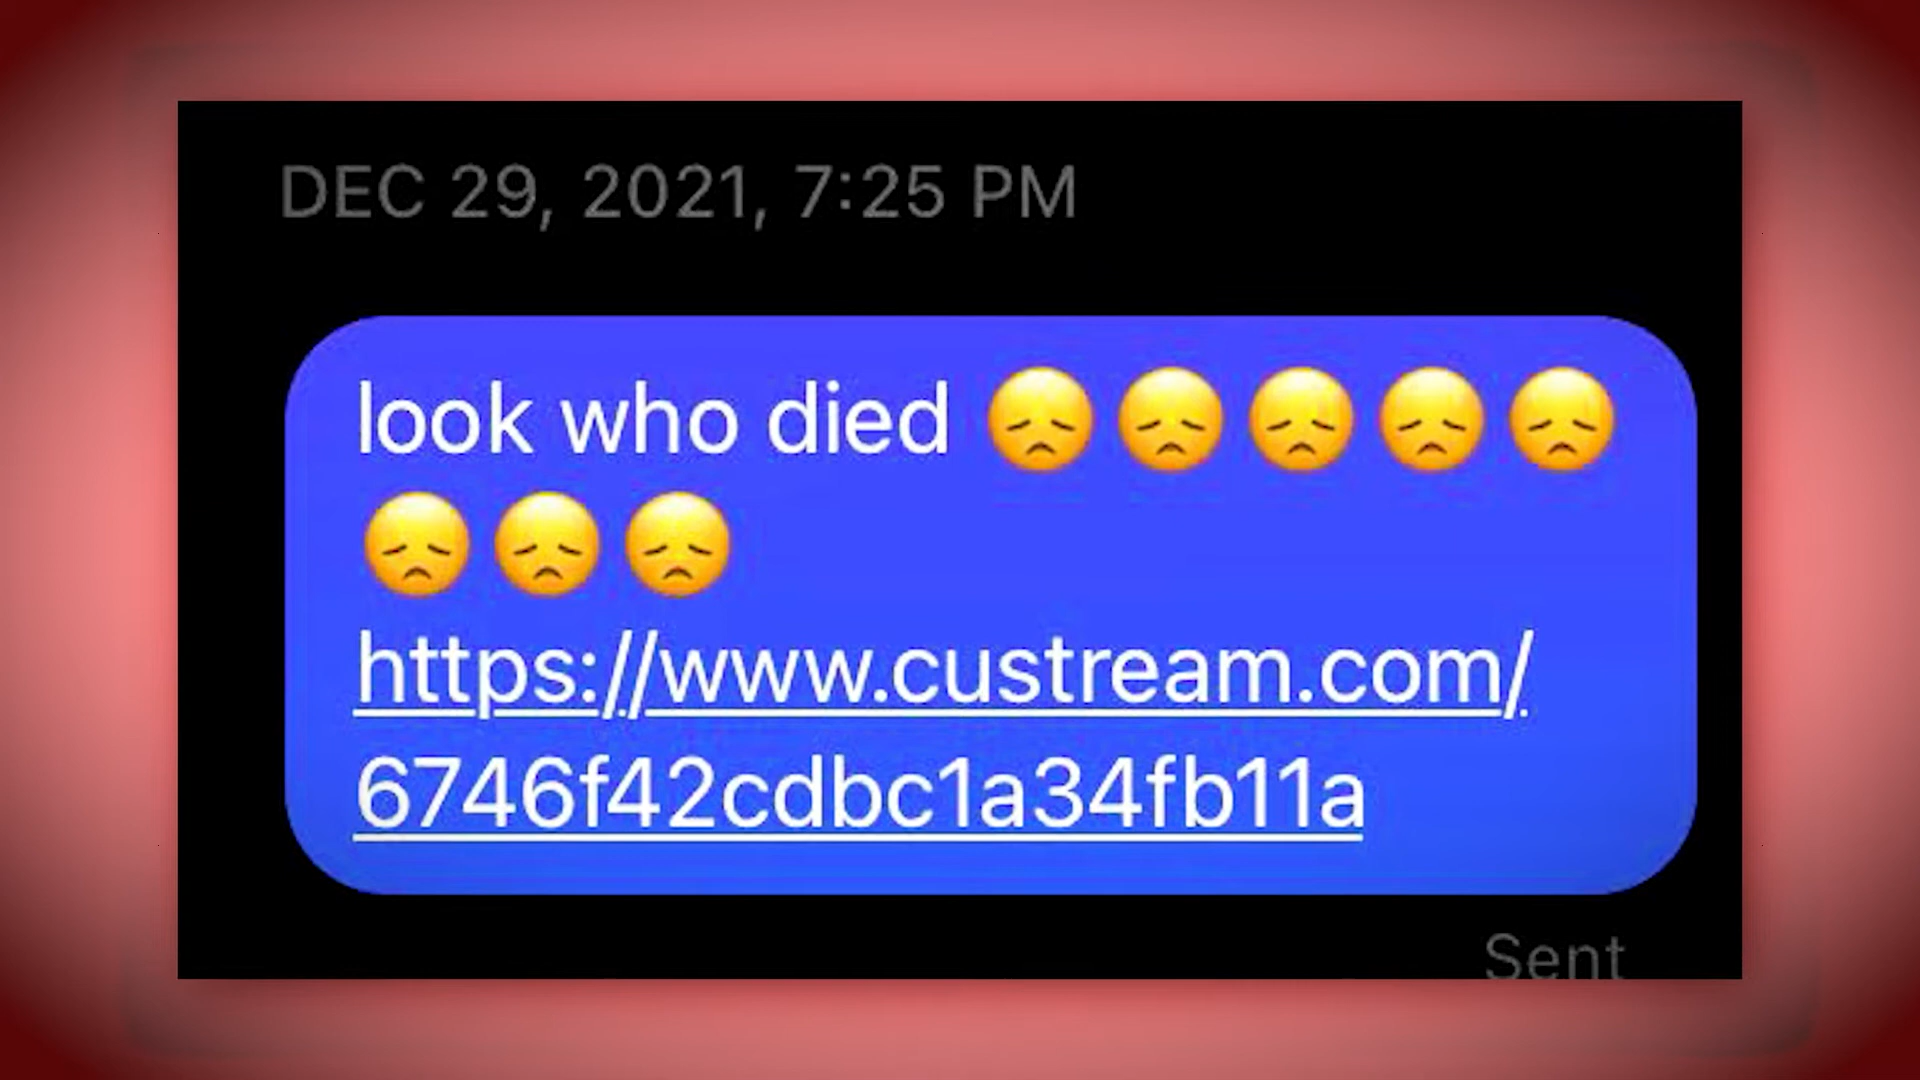 DEC 29, 2021, 7:25 PM
look who died 😞😞😞😞😞
😞😞😞
https://www.custream.com/
6746f42cdbc1a34fb11a
Sent